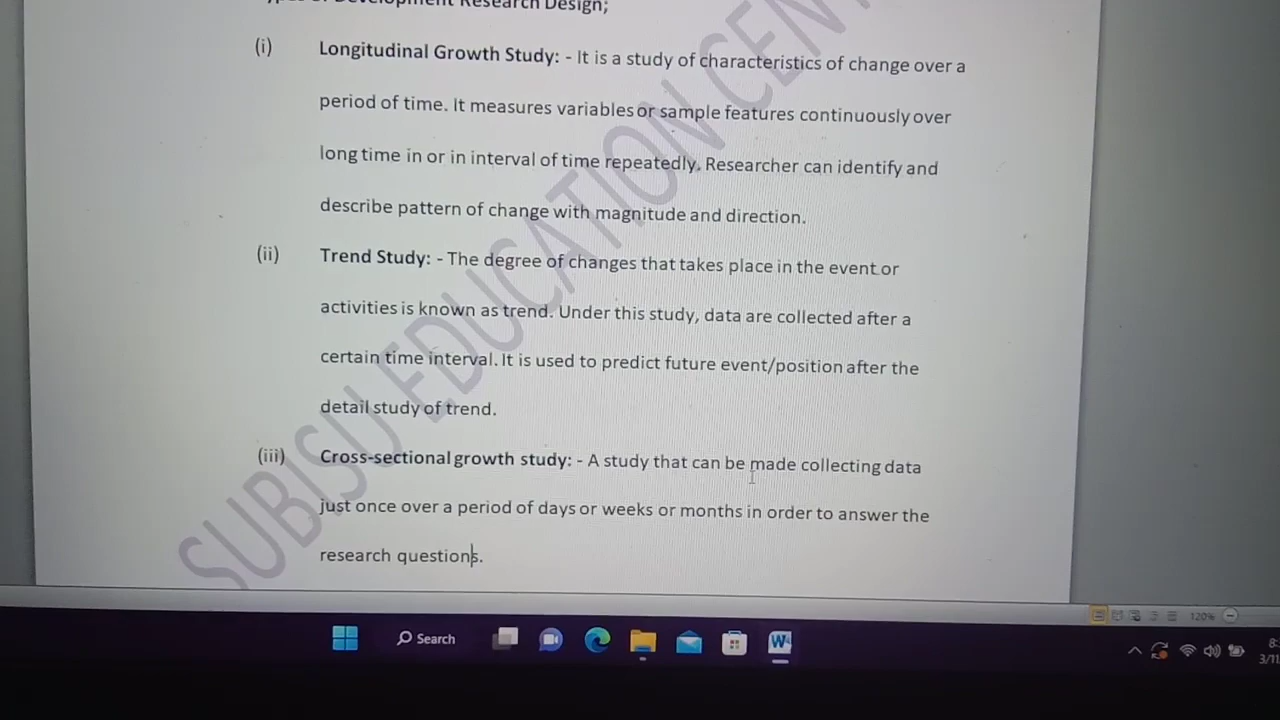 Development Research Design;
(i) Longitudinal Growth Study: - It is a study of characteristics of change over a
period of time. It measures variables or sample features continuously over
long time in or in interval of time repeatedly. Researcher can identify and
describe pattern of change with magnitude and direction.
(ii) Trend Study: - The degree of changes that takes place in the event or
activities is known as trend. Under this study, data are collected after a
certain time interval. It is used to predict future event/position after the
detail study of trend.
(iii) Cross-sectional growth study: - A study that can be made collecting data
just once over a period of days or weeks or months in order to answer the
research questions.
SUBISU EDUCATION CENT
120%
Search
W